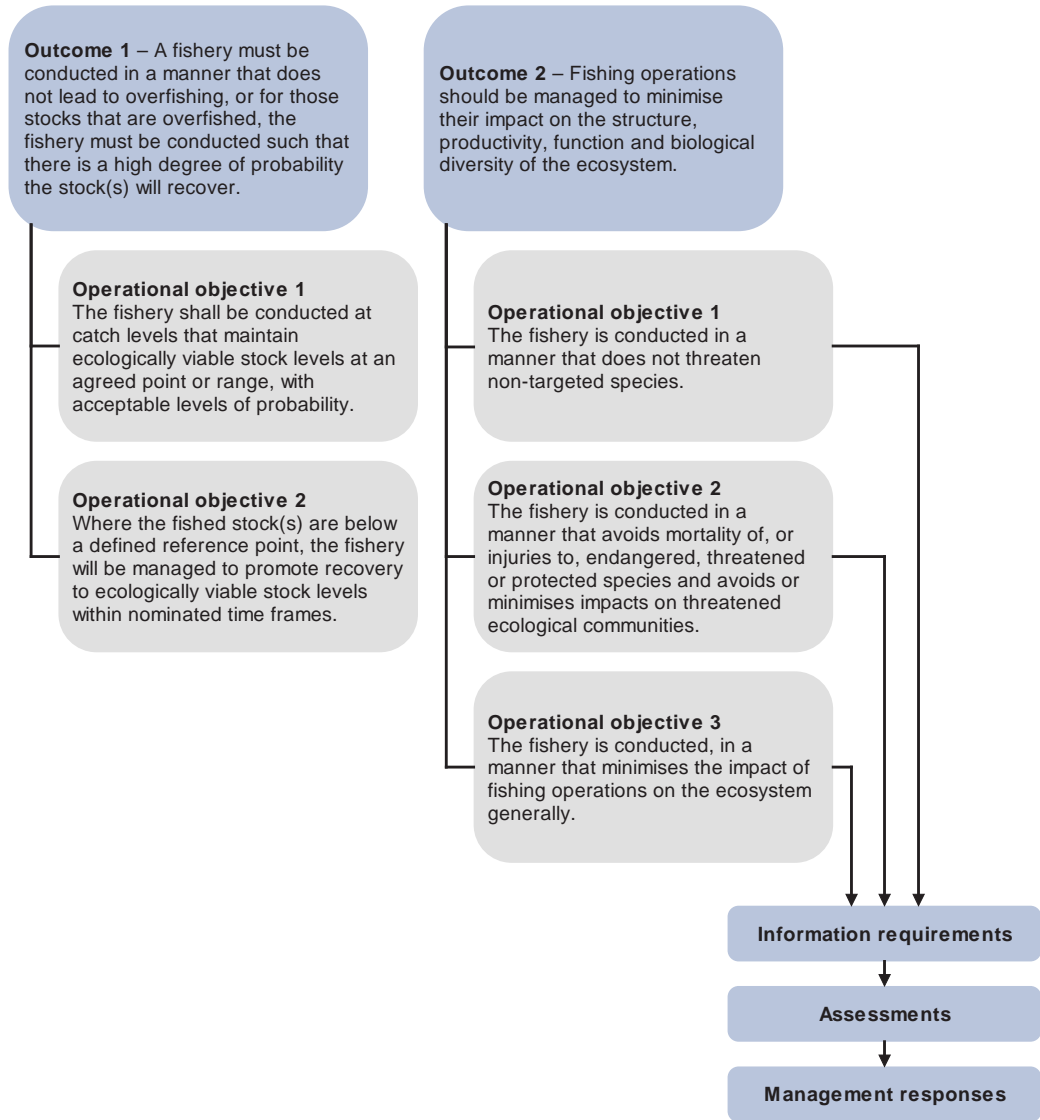 Outcome 1 – A fishery must be
conducted in a manner that does
not lead to overfishing, or for those
stocks that are overfished, the
fishery must be conducted such that
there is a high degree of probability
the stock(s) will recover.
Operational objective 1
The fishery shall be conducted at
catch levels that maintain
ecologically viable stock levels at an
agreed point or range, with
acceptable levels of probability.
Operational objective 2
Where the fished stock(s) are below
a defined reference point, the fishery
will be managed to promote recovery
to ecologically viable stock levels
within nominated time frames.
Outcome 2 – Fishing operations
should be managed to minimise
their impact on the structure,
productivity, function and biological
diversity of the ecosystem.
Operational objective 1
The fishery is conducted in a
manner that does not threaten
non-targeted species.
Operational objective 2
The fishery is conducted in a
manner that avoids mortality of, or
injuries to, endangered, threatened
or protected species and avoids or
minimises impacts on threatened
ecological communities.
Operational objective 3
The fishery is conducted, in a
manner that minimises the impact of
fishing operations on the ecosystem
generally.
Information requirements
Assessments
Management responses